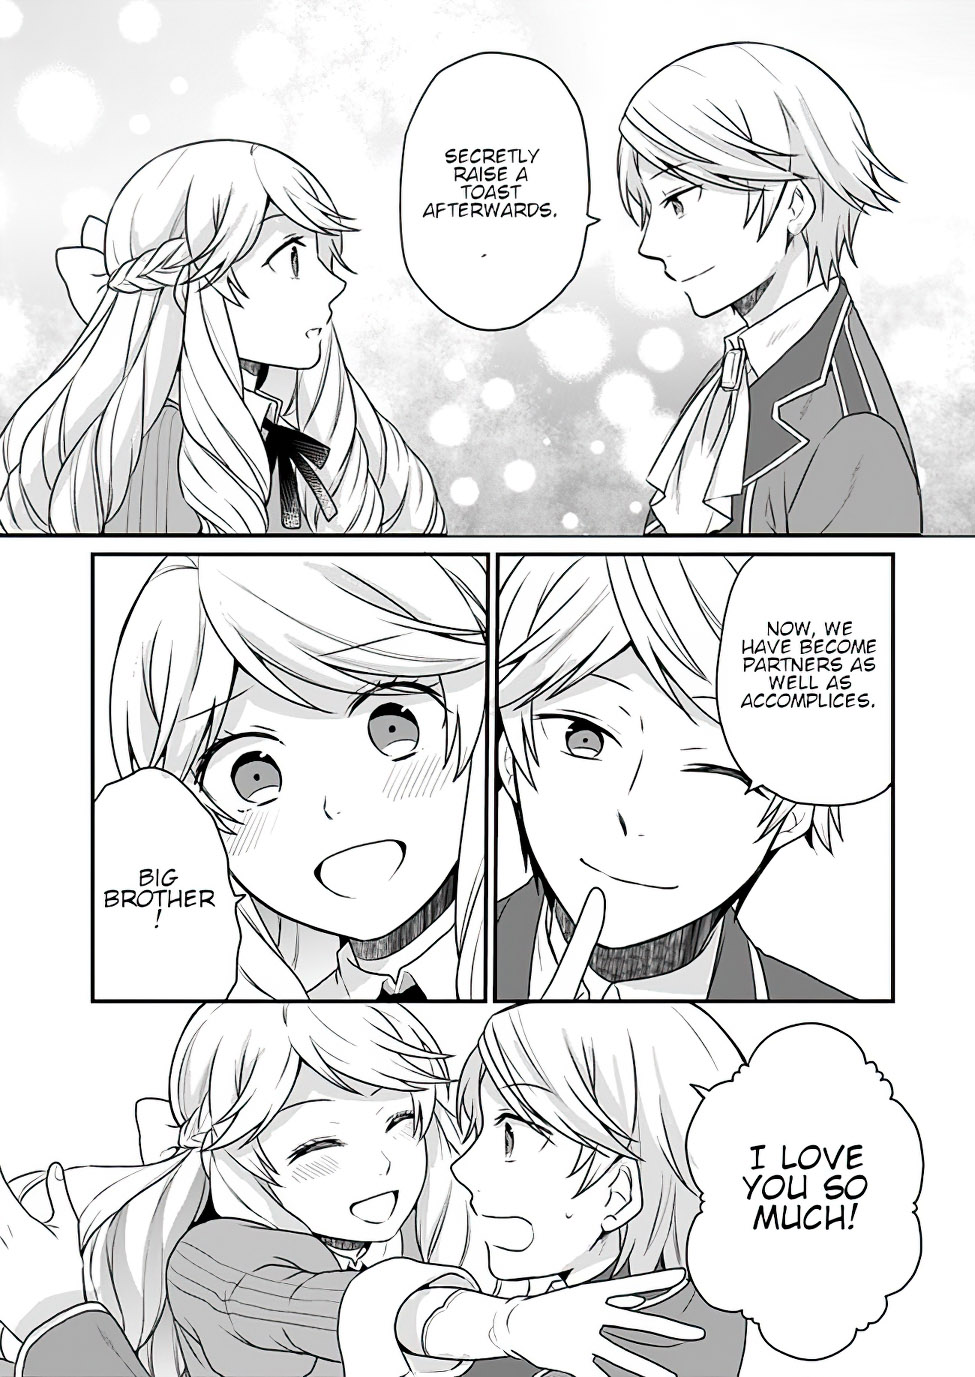 SECRETLY
RAISE A
TOAST
AFTERWARDS.
NOW, WE
HAVE BECOME
PARTNERS AS
WELL AS
ACCOMPLICES.
BIG
BROTHER
!
I LOVE
YOU SO
MUCH!